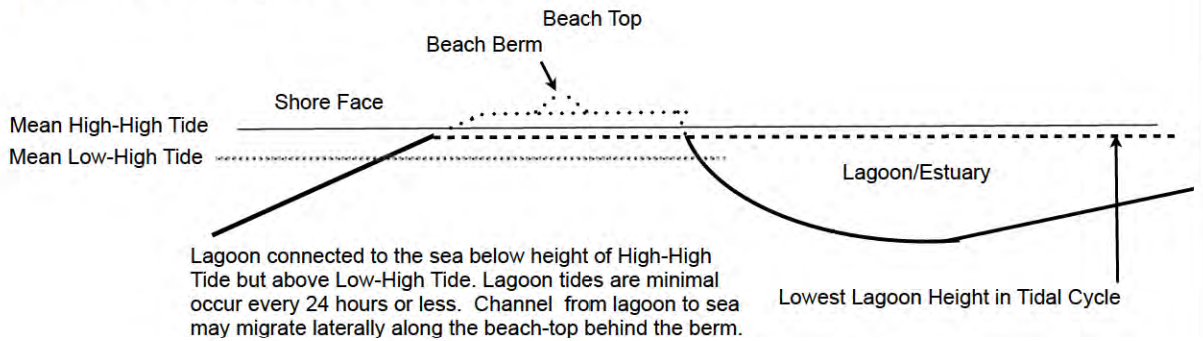 Beach Top
Beach Berm
Shore Face
Mean High-High Tide
Mean Low-High Tide
Lagoon/Estuary
Lagoon connected to the sea below height of High-High
Tide but above Low-High Tide. Lagoon tides are minimal
occur every 24 hours or less. Channel from lagoon to sea
may migrate laterally along the beach-top behind the berm.
Lowest Lagoon Height in Tidal Cycle